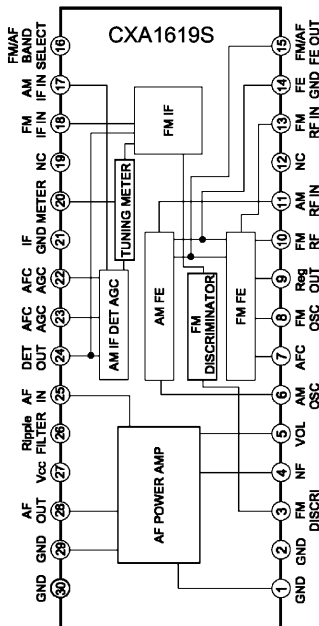 CXA1619S
FM/AF
BAND
SELECT
16
AM
IF IN
17
FM
IF IN
18
NC
19
METER
20
IF
GND
21
AFC
AGC
22
AFC
AGC
23
DET
OUT
24
AF
IN
25
Ripple
FILTER
26
Vcc
27
AF
OUT
28
GND
29
GND
30
FM IF
TUNING METER
AM IF DET AGC
AM FE
FM
DISCRIMINATOR
FM FE
AF POWER AMP
15
FM/AF
FE OUT
14
FE
GND
13
FM
RF IN
12
NC
11
AM
RF IN
10
FM
RF
9
Reg
OUT
8
FM
OSC
7
AFC
6
AM
OSC
5
VOL
4
NF
3
FM
DISCRI
2
GND
1
GND